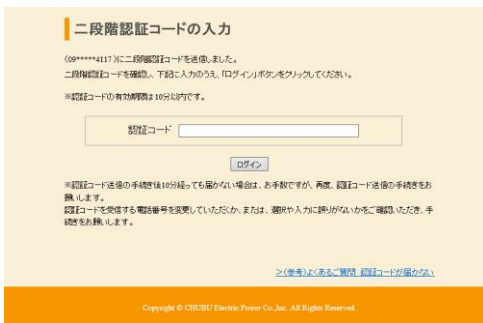 二段階認証コードの入力
(09*****4117)に二段階認証コードを送信しました。
二段階認証コードを確認し、下記に入力のうえ、「ログイン」ボタンをクリックしてください。
※認証コードの有効期限は10分以内です。
認証コード
ログイン
※認証コード送信の手続き後10分経っても届かない場合は、お手数ですが、再度、認証コード送信の手続きをお
願いします。
認証コードを受信する電話番号を変更していただくか、または、選択や入力に誤りがないかをご確認いただき、手
続きをお願いします。
>(参考)よくあるご質問 認証コードが届かない
Copyright © CHUBU Electric Power Co.,Inc. All Rights Reserved.